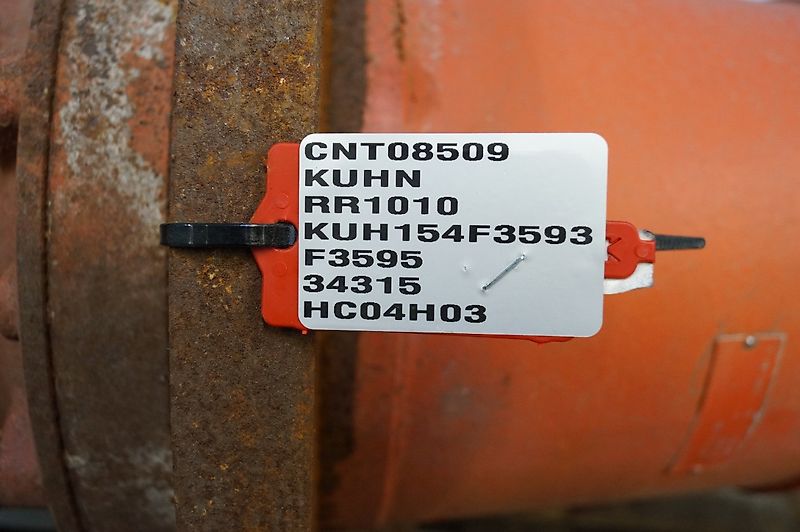 CNT08509
KUHN
RR1010
KUH154F3593
F3595
34315
HC04H03